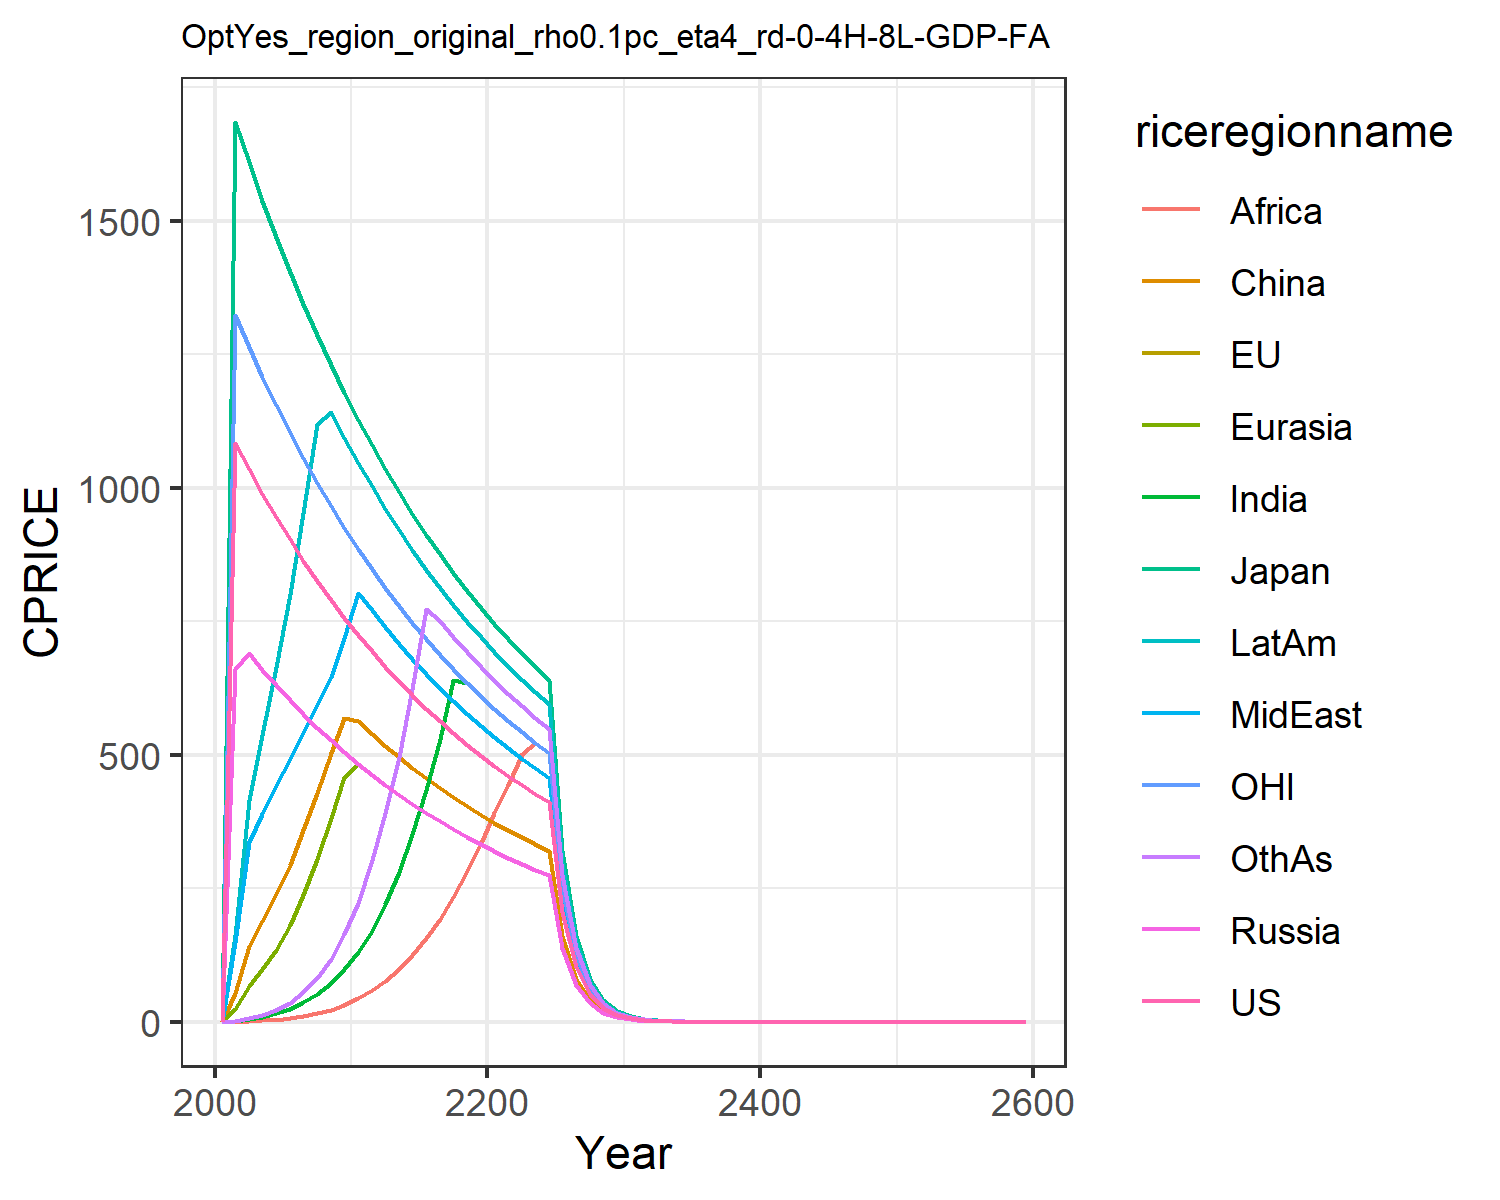 OptYes_region_original_rho0.1pc_eta4_rd-0-4H-8L-GDP-FA
CPRICE
1500
1000
500
0
2000
2200
2400
2600
Year
riceregionname
Africa
China
EU
Eurasia
India
Japan
LatAm
MidEast
OHI
OthAs
Russia
US